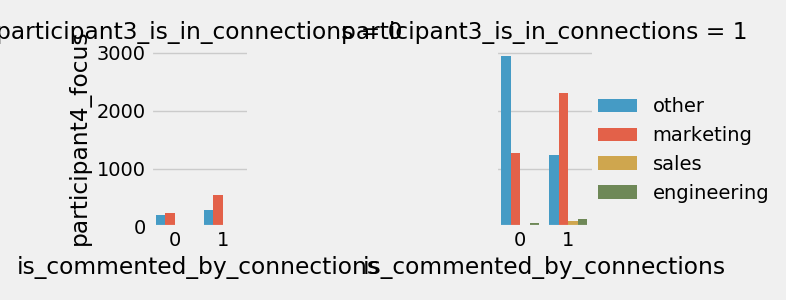 participant3_is_in_connections = 0
participant3_is_in_connections = 1
participant4_focus
3000
2000
1000
0
0 1
0 1
is_commented_by_connections
is_commented_by_connections
other
marketing
sales
engineering